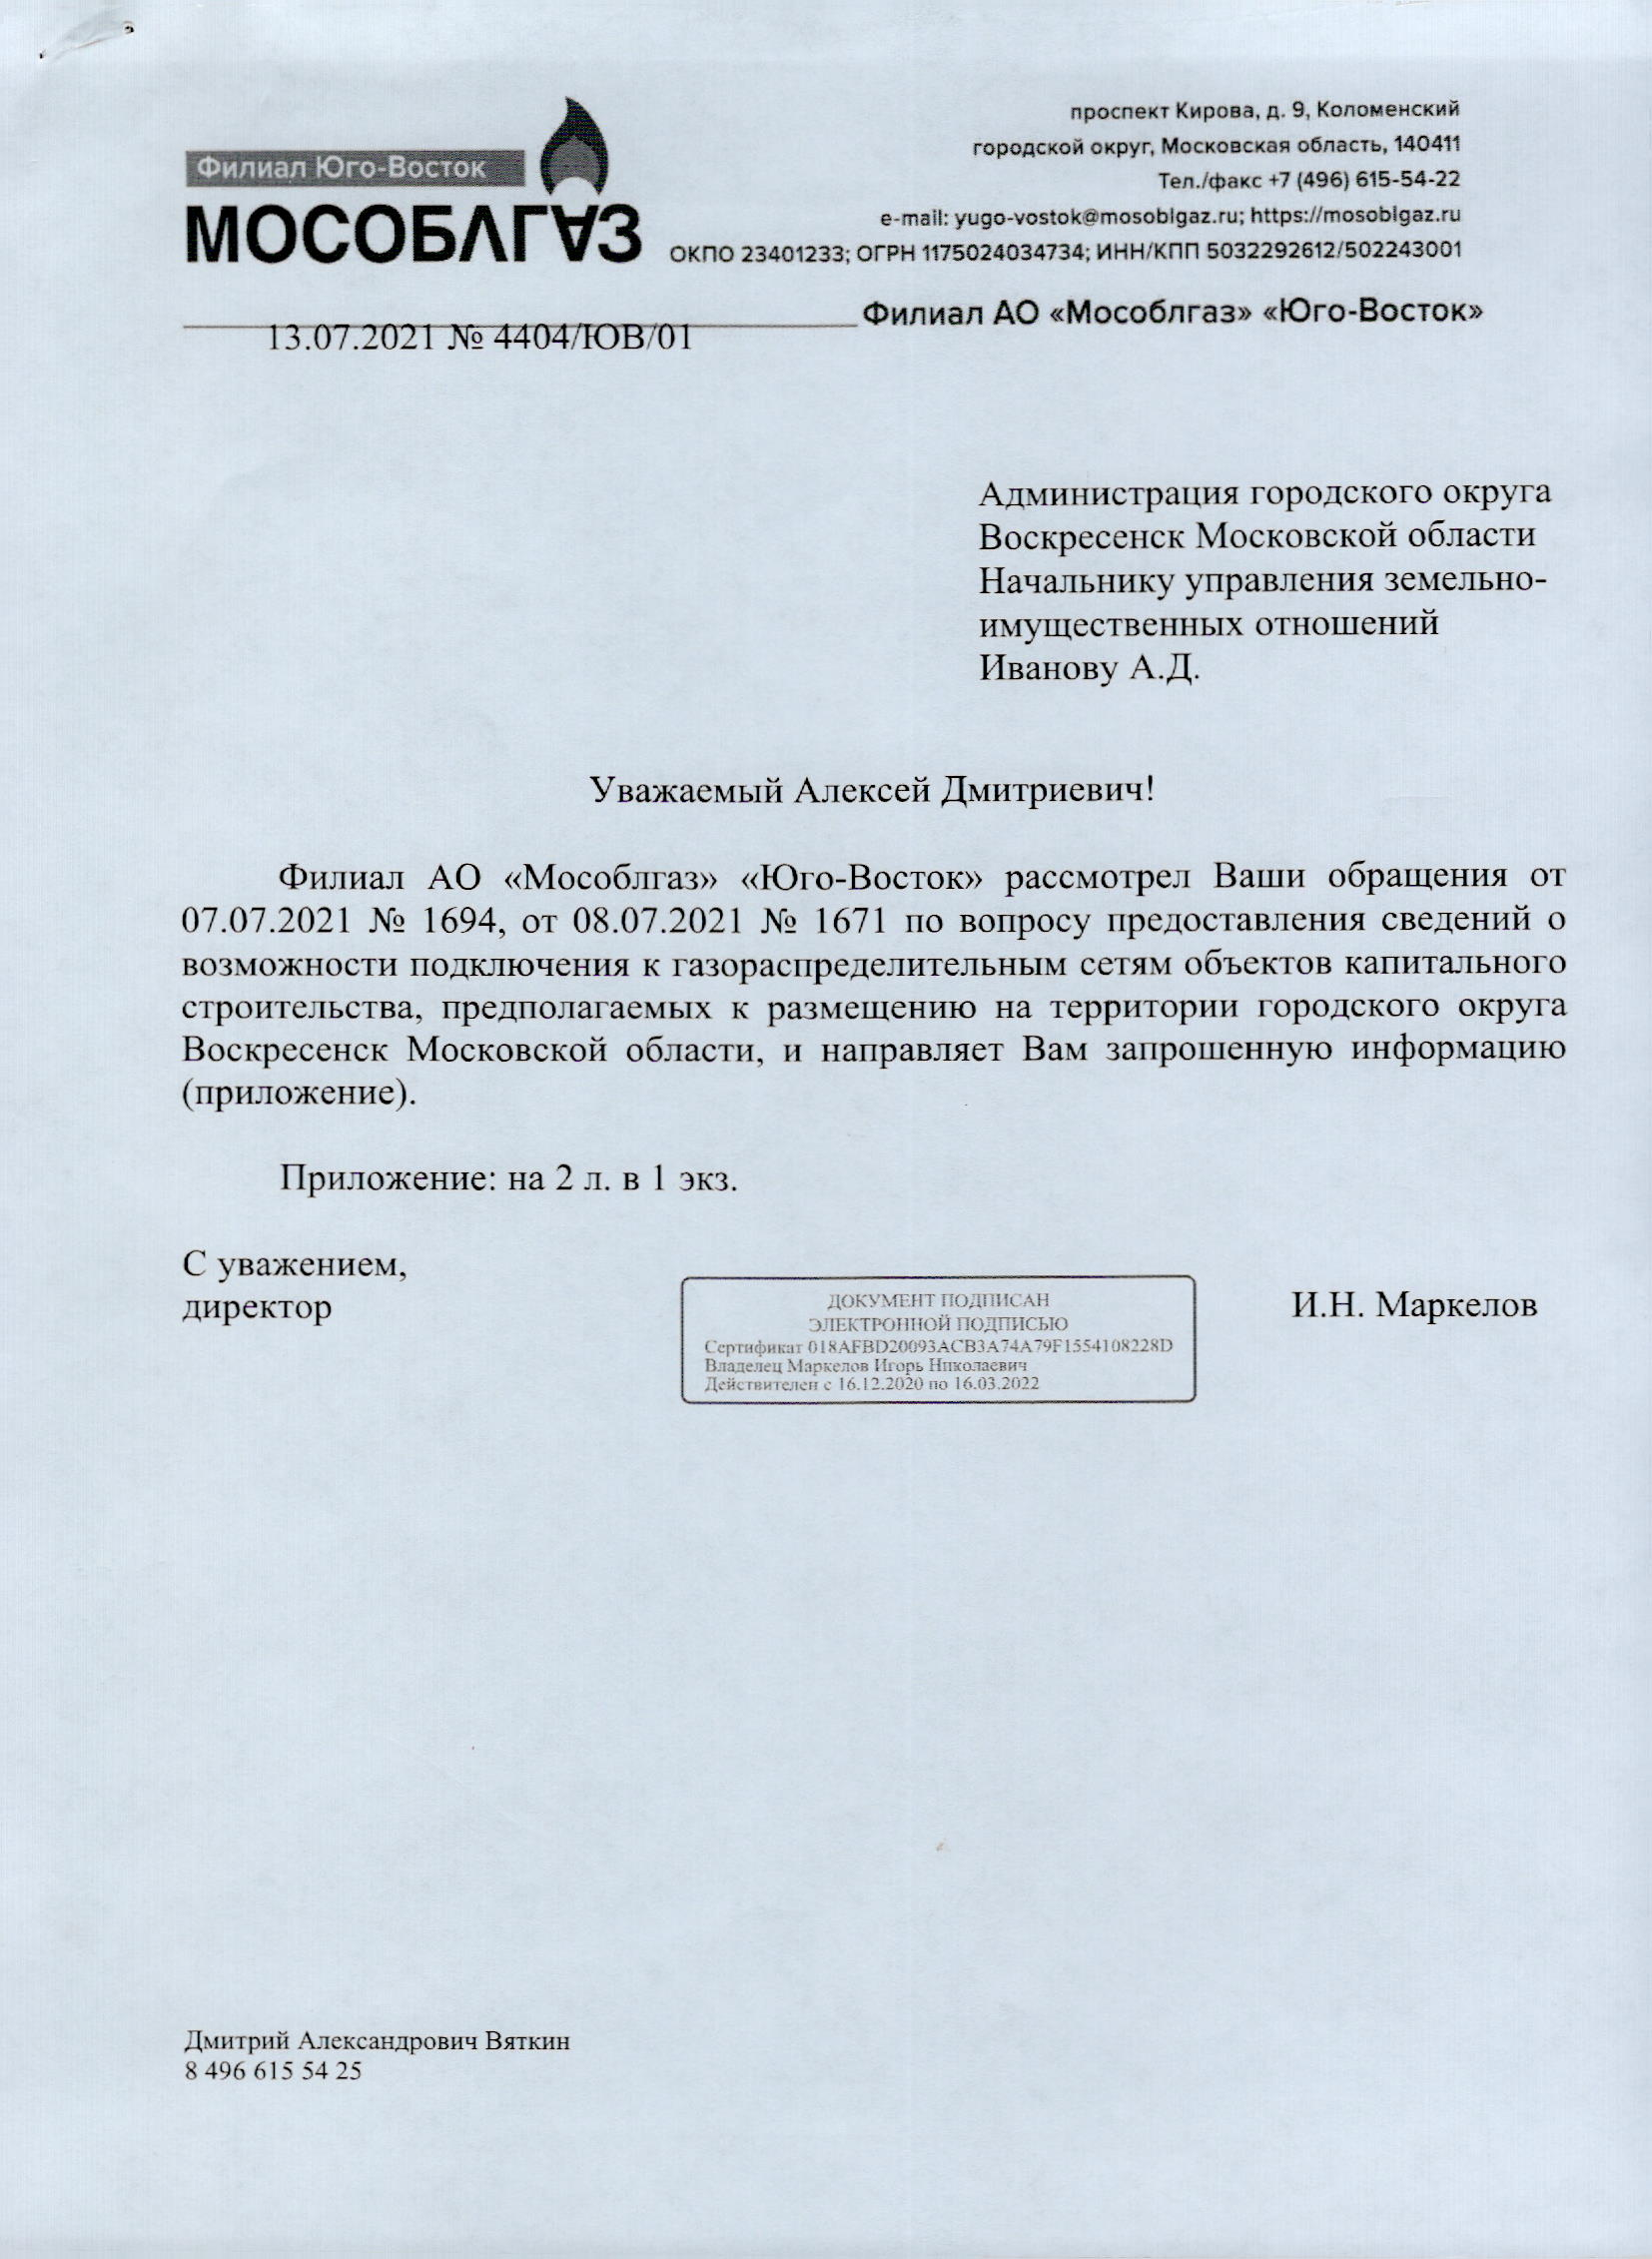 Филиал Юго-Восток
МОСОБЛГАЗ
проспект Кирова, д. 9, Коломенский
городской округ, Московская область, 140411
Тел./факс +7 (496) 615-54-22
e-mail: yugo-vostok@mosoblgaz.ru; https://mosoblgaz.ru
ОКПО 23401233; ОГРН 1175024034734; ИНН/КПП 5032292612/502243001
Филиал АО «Мособлгаз» «Юго-Восток»
13.07.2021 № 4404/ЮВ/01
Администрация городского округа
Воскресенск Московской области
Начальнику управления земельно-
имущественных отношений
Иванову А.Д.
Уважаемый Алексей Дмитриевич!
Филиал АО «Мособлгаз» «Юго-Восток» рассмотрел Ваши обращения от
07.07.2021 № 1694, от 08.07.2021 № 1671 по вопросу предоставления сведений о
возможности подключения к газораспределительным сетям объектов капитального
строительства, предполагаемых к размещению на территории городского округа
Воскресенск Московской области, и направляет Вам запрошенную информацию
(приложение).
Приложение: на 2 л. в 1 экз.
С уважением,
директор
ДОКУМЕНТ ПОДПИСАН
ЭЛЕКТРОННОЙ ПОДПИСЬЮ
Сертификат 018AFBD20093ACB3A74A79F1554108228D
Владелец Маркелов Игорь Николаевич
Действителен с 16.12.2020 по 16.03.2022
И.Н. Маркелов
Дмитрий Александрович Вяткин
8 496 615 54 25